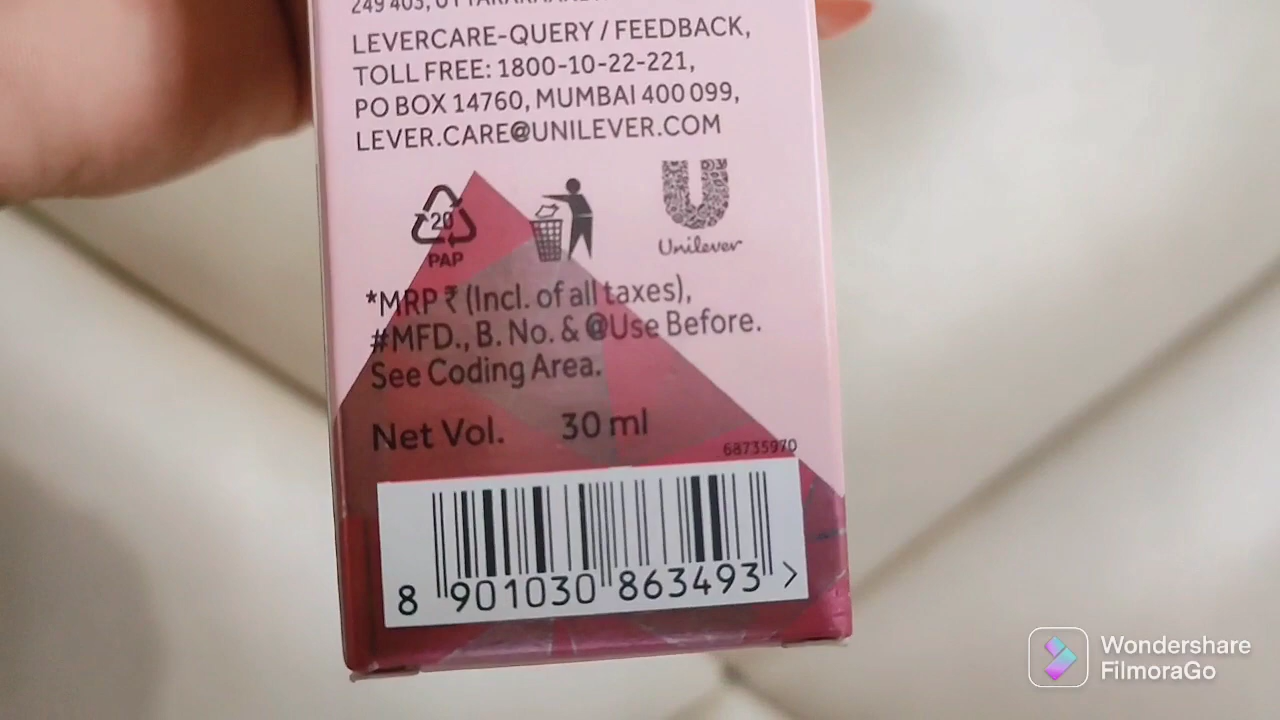 249 403,
LEVERCARE-QUERY / FEEDBACK,
TOLL FREE: 1800-10-22-221,
PO BOX 14760, MUMBAI 400 099,
LEVER.CARE@UNILEVER.COM
20
PAP
U
Unilever
*MRP ₹ (Incl. of all taxes),
#MFD., B. No. & @Use Before.
See Coding Area.
Net Vol. 30 ml
68735970
8 901030 863493 >
Wondershare
FilmoraGo